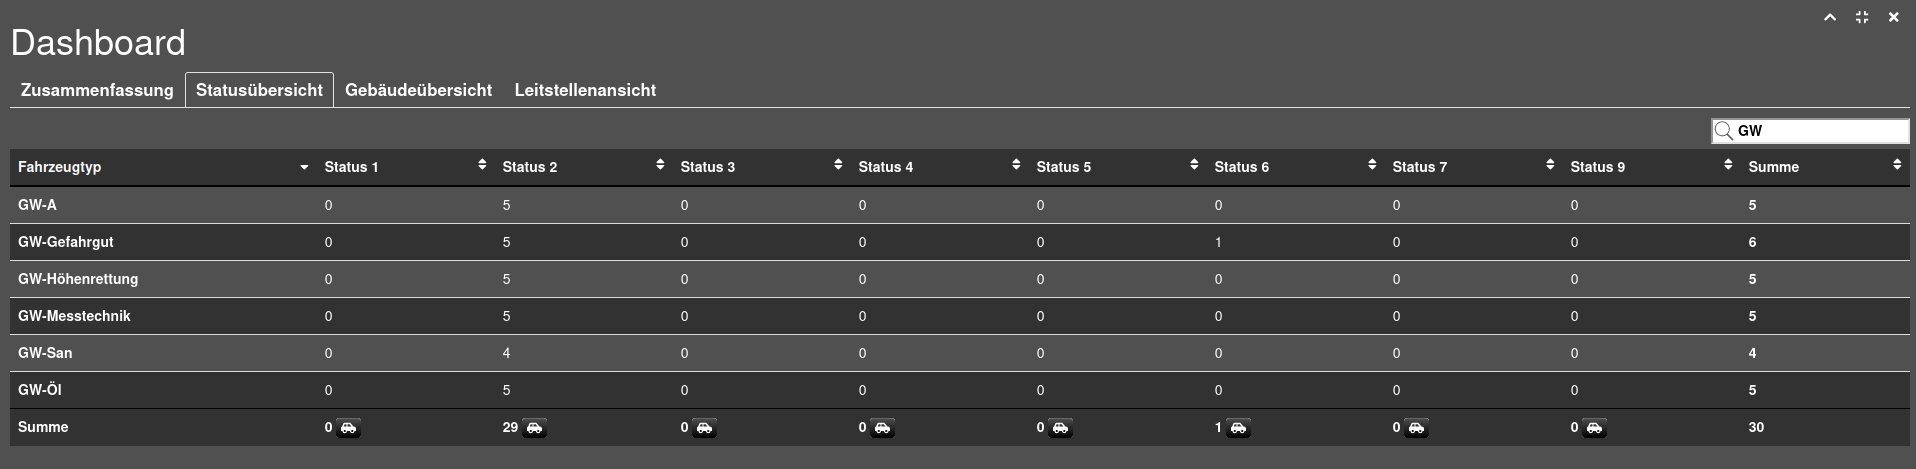 Dashboard
Zusammenfassung Statusübersicht Gebäudeübersicht Leitstellenansicht
GW
Fahrzeugtyp Status 1 Status 2 Status 3 Status 4 Status 5 Status 6 Status 7 Status 9 Summe
GW-A 0 5 0 0 0 0 0 0 5
GW-Gefahrgut 0 5 0 0 0 1 0 0 6
GW-Höhenrettung 0 5 0 0 0 0 0 0 5
GW-Messtechnik 0 5 0 0 0 0 0 0 5
GW-San 0 4 0 0 0 0 0 0 4
GW-Öl 0 5 0 0 0 0 0 0 5
Summe 0 29 0 0 0 1 0 0 30